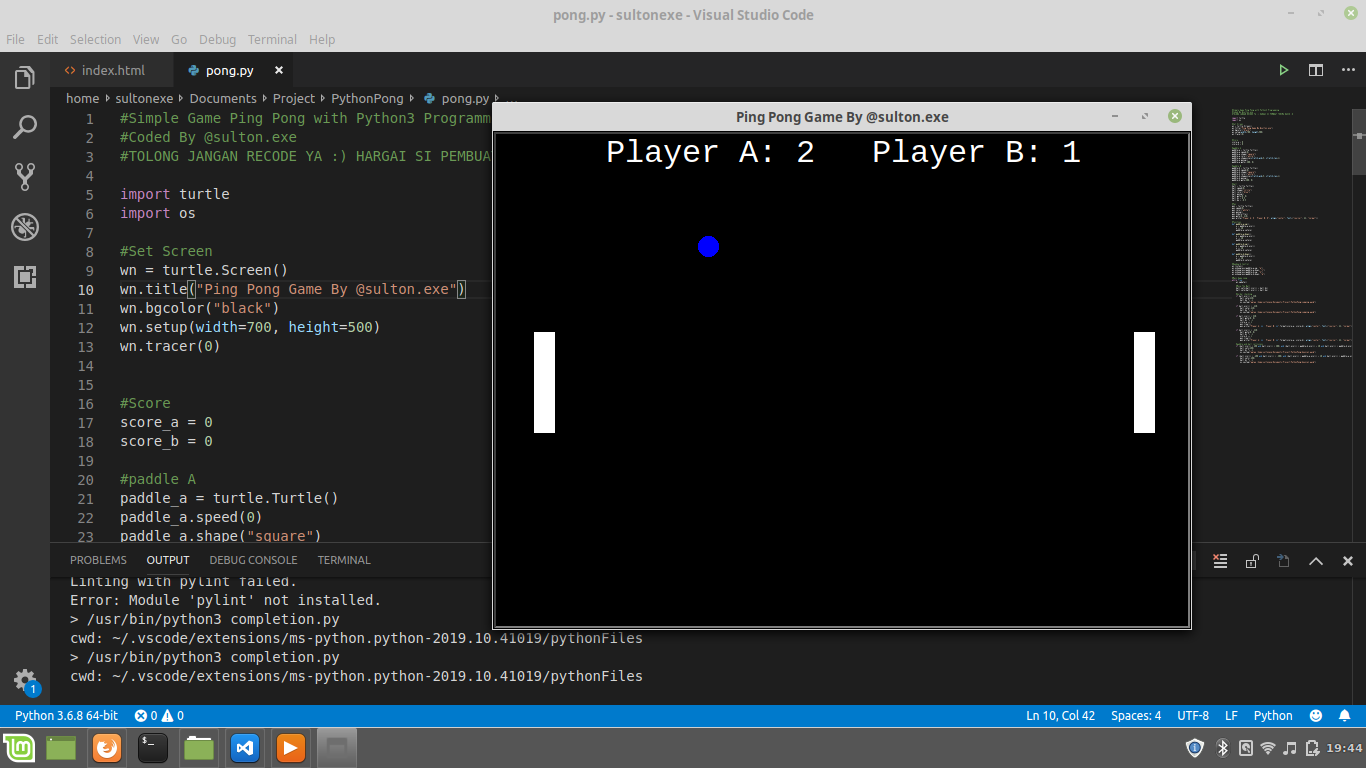 pong.py - sultonexe - Visual Studio Code
File Edit Selection View Go Debug Terminal Help
index.html pong.py
home sultonexe Documents Project PythonPong pong.py ...
1 #Simple Game Ping Pong with Python3 Programm
2 #Coded By @sulton.exe
3 #TOLONG JANGAN RECODE YA :) HARGAI SI PEMBUA
4
5 import turtle
6 import os
7
8 #Set Screen
9 wn = turtle.Screen()
10 wn.title("Ping Pong Game By @sulton.exe")
11 wn.bgcolor("black")
12 wn.setup(width=700, height=500)
13 wn.tracer(0)
14
15
16 #Score
17 score_a = 0
18 score_b = 0
19
20 #paddle A
21 paddle_a = turtle.Turtle()
22 paddle_a.speed(0)
23 paddle_a.shape("square")
Ping Pong Game By @sulton.exe
Player A: 2 Player B: 1
PROBLEMS OUTPUT DEBUG CONSOLE TERMINAL
Linting with pylint failed.
Error: Module 'pylint' not installed.
> /usr/bin/python3 completion.py
cwd: ~/.vscode/extensions/ms-python.python-2019.10.41019/pythonFiles
> /usr/bin/python3 completion.py
cwd: ~/.vscode/extensions/ms-python.python-2019.10.41019/pythonFiles
1
Python 3.6.8 64-bit 0 0 Ln 10, Col 42 Spaces: 4 UTF-8 LF Python
19:44